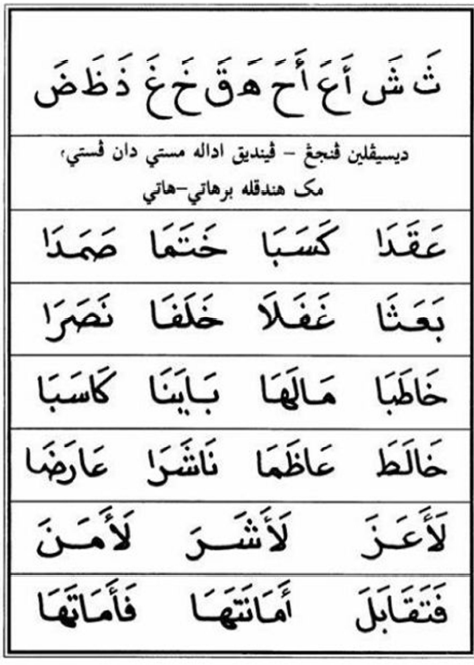 ثَ شَ أَعَ أَحَ هَ قَ خَ غَ ذَ ظَ ضَ
ديسيڤلين ڤنجڠ – ڤينديق اداله مستي دان ڤستي،
مک هندقله برهاتي-هاتي
عَقَدَا كَسَبَا خَتَمَا صَمَدَا
بَعَثَا غَفَلَا خَلَفَا نَصَرَا
خَاطَبَا هَالَهَا بَايَنَا كَاسَبَا
خَالَطَ عَاظَمَا نَاشَرَا عَارَضَا
لَأَعَزَ لَأَشَرَ لَأَمَنَ
فَتَقَابَلَ أَمَانَتَهَا فَأَمَاتَهَا